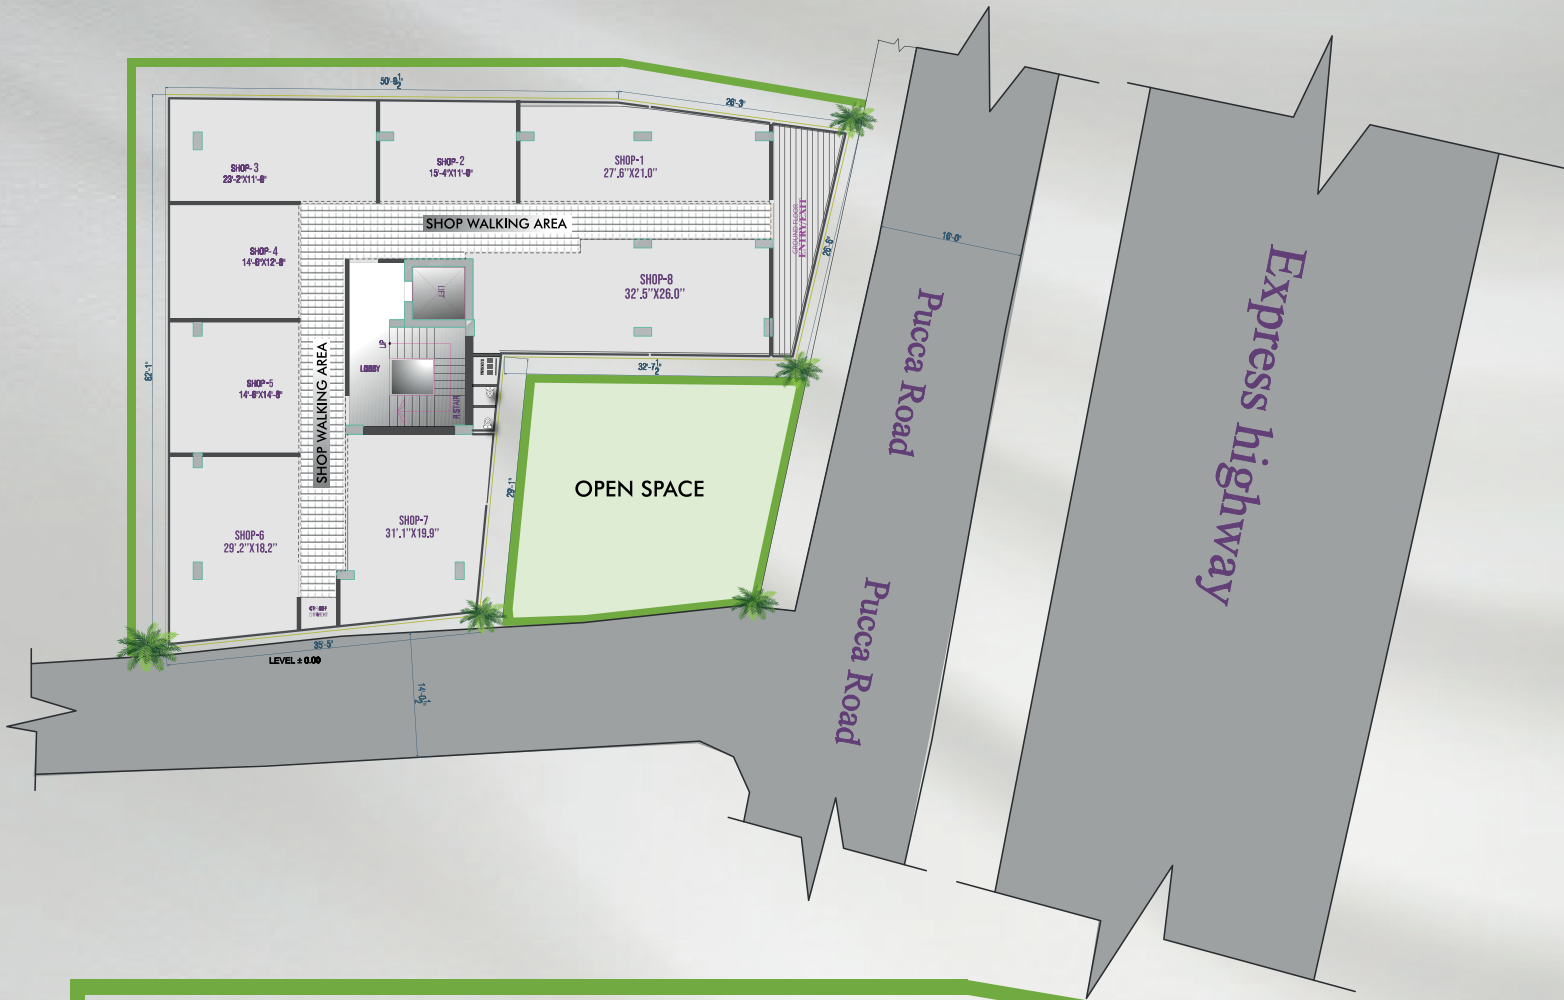 50'-8½"
26'-3"
SHOP-3
23'-2"X11'-6"
SHOP-2
15'-4"X11'-6"
SHOP-1
27'.6"X21.0"
SHOP WALKING AREA
GROUND FLOOR
ENTRY/EXIT
26'-6"
16'-0"
SHOP-4
14'-6"X12'-6"
LIFT
SHOP-8
32'.5"X26.0"
62'-1"
UP
LOBBY
32'-7½"
SHOP-5
14'-6"X14'-6"
SHOP WALKING AREA
R.STAIR
29'-1"
OPEN SPACE
SHOP-6
29'.2"X18.2"
SHOP-7
31'.1"X19.9"
35'-5"
LEVEL ± 0.00
14'-0½"
Pucca Road
Pucca Road
Express highway